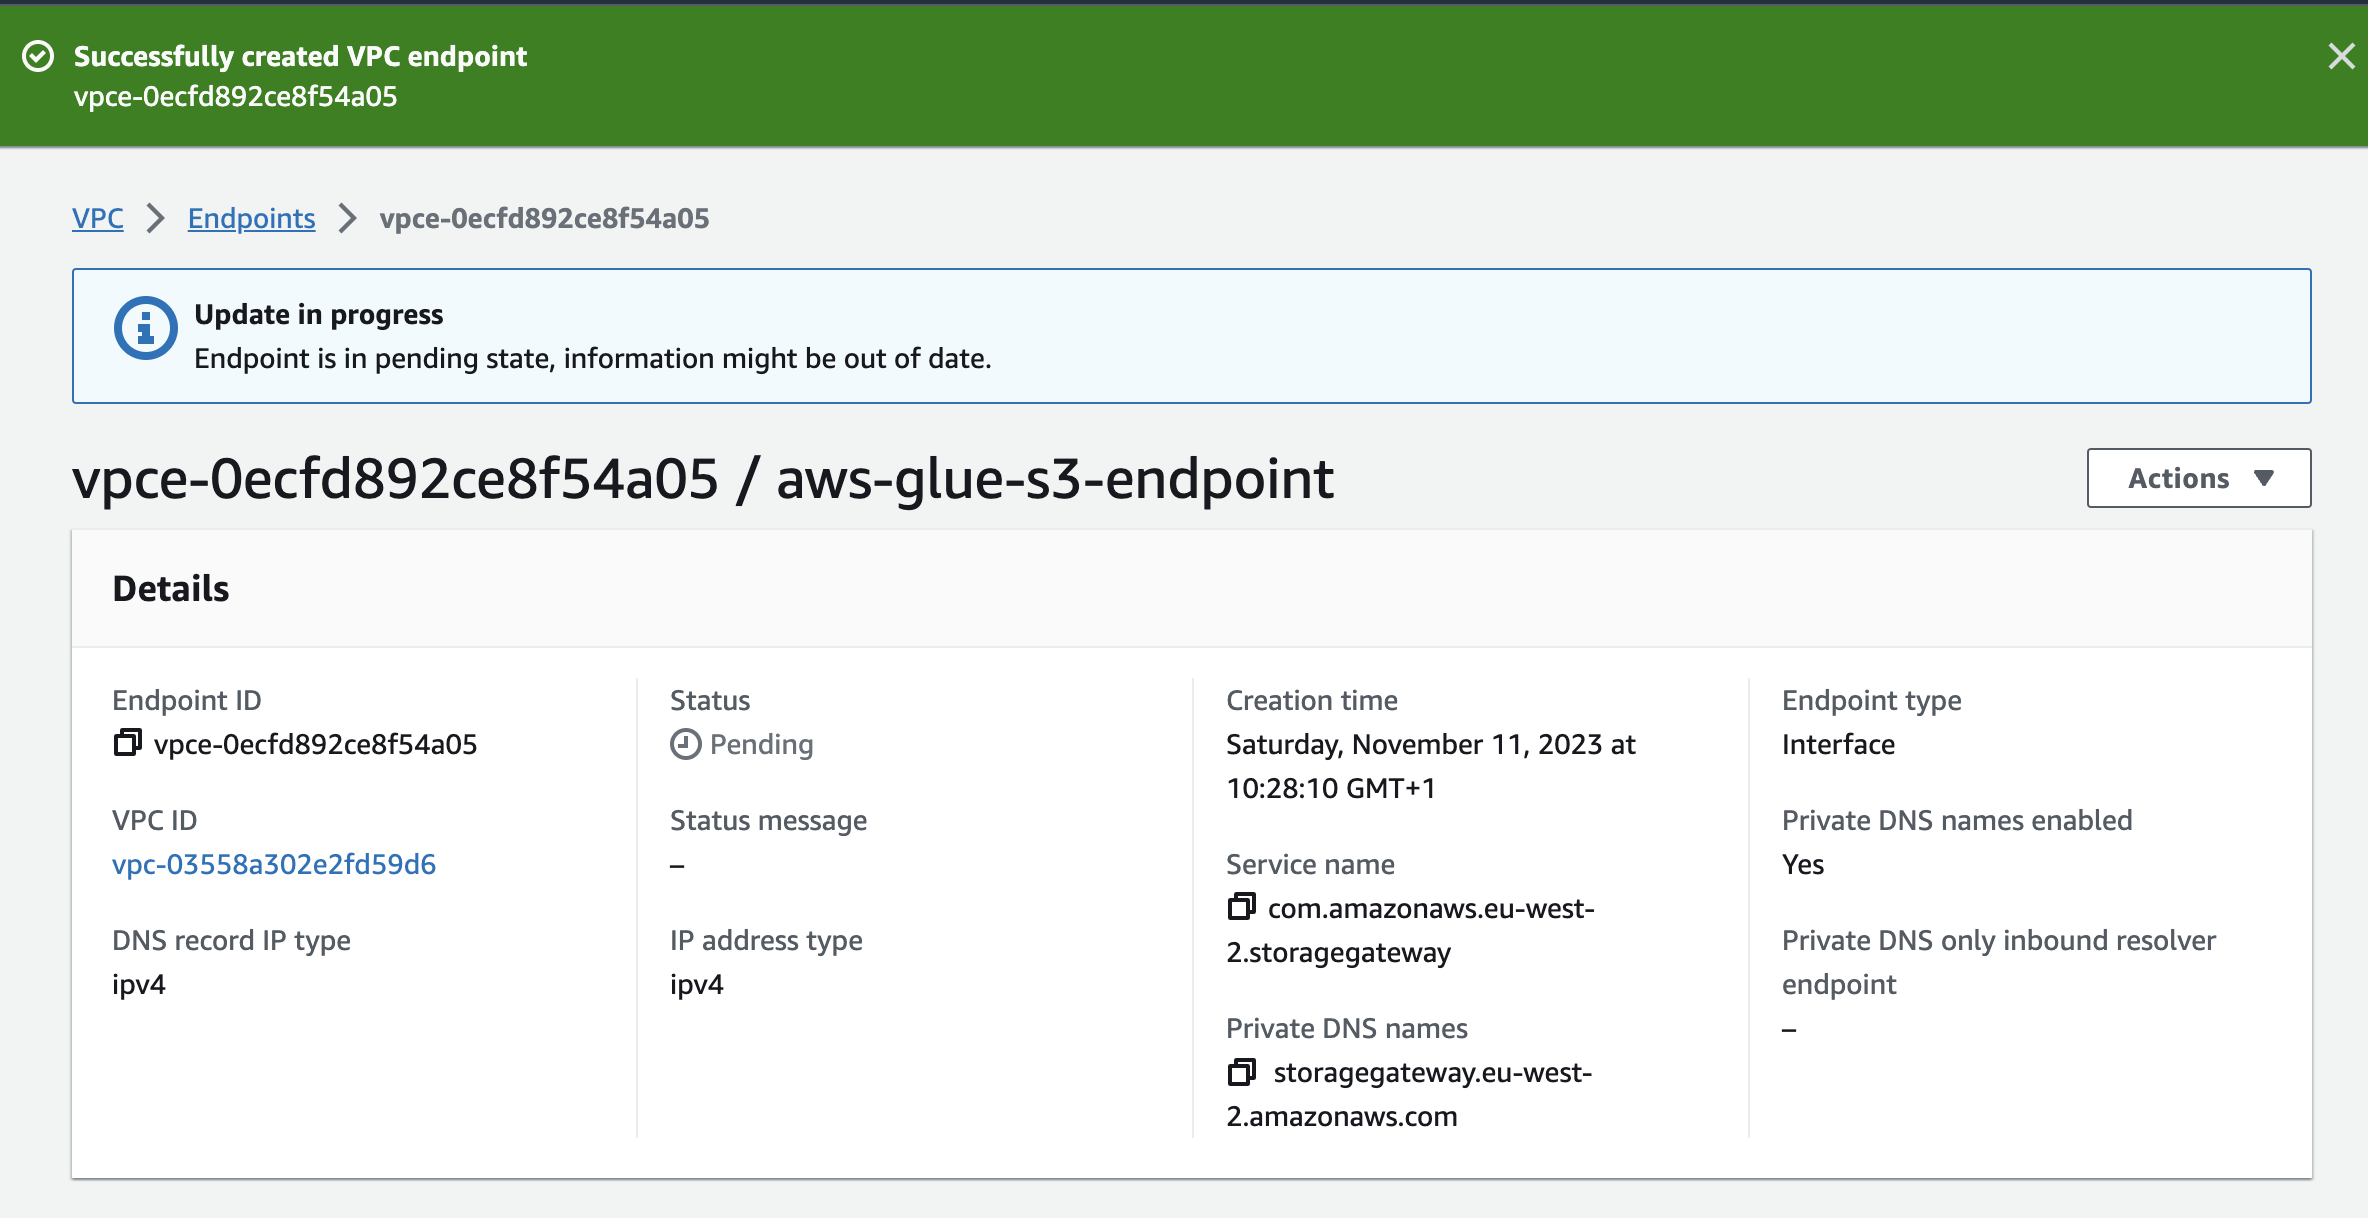 Successfully created VPC endpoint
vpce-0ecfd892ce8f54a05
VPC
Endpoints
vpce-0ecfd892ce8f54a05
Update in progress
Endpoint is in pending state, information might be out of date.
vpce-0ecfd892ce8f54a05 / aws-glue-s3-endpoint
Actions
Details
Endpoint ID
vpce-0ecfd892ce8f54a05
VPC ID
vpc-03558a302e2fd59d6
DNS record IP type
ipv4
Status
Pending
Status message
–
IP address type
ipv4
Creation time
Saturday, November 11, 2023 at
10:28:10 GMT+1
Service name
com.amazonaws.eu-west-
2.storagegateway
Private DNS names
storagegateway.eu-west-
2.amazonaws.com
Endpoint type
Interface
Private DNS names enabled
Yes
Private DNS only inbound resolver
endpoint
–